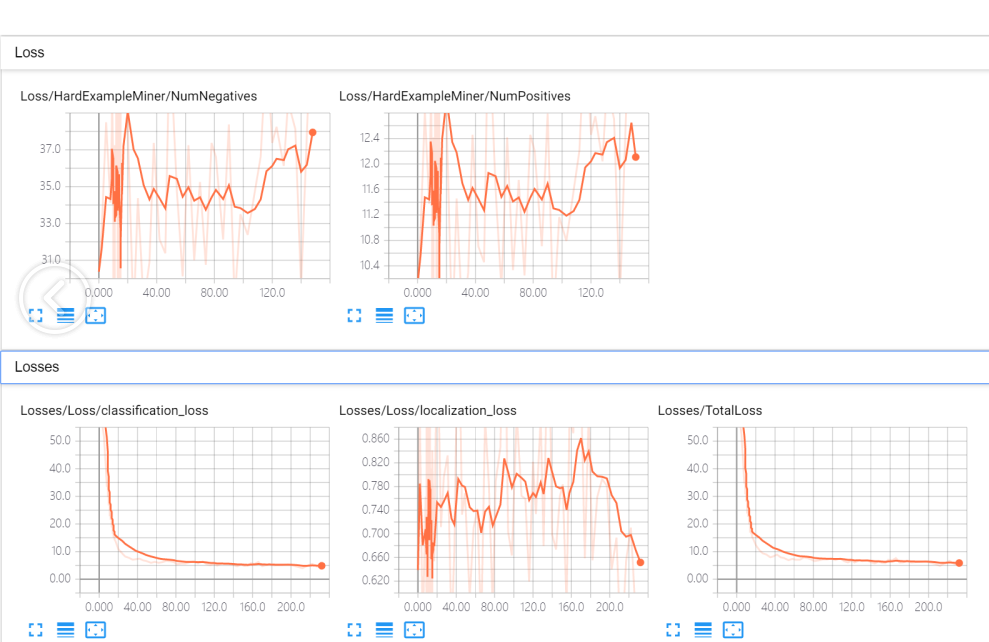 Loss
Loss/HardExampleMiner/NumNegatives
Loss/HardExampleMiner/NumPositives
37.0
35.0
33.0
31.0
0.000 40.00 80.00 120.0
12.4
12.0
11.6
11.2
10.8
10.4
0.000 40.00 80.00 120.0
Losses
Losses/Loss/classification_loss
Losses/Loss/localization_loss
Losses/TotalLoss
50.0
40.0
30.0
20.0
10.0
0.00
0.000 40.00 80.00 120.0 160.0 200.0
0.860
0.820
0.780
0.740
0.700
0.660
0.620
0.000 40.00 80.00 120.0 160.0 200.0
50.0
40.0
30.0
20.0
10.0
0.00
0.000 40.00 80.00 120.0 160.0 200.0